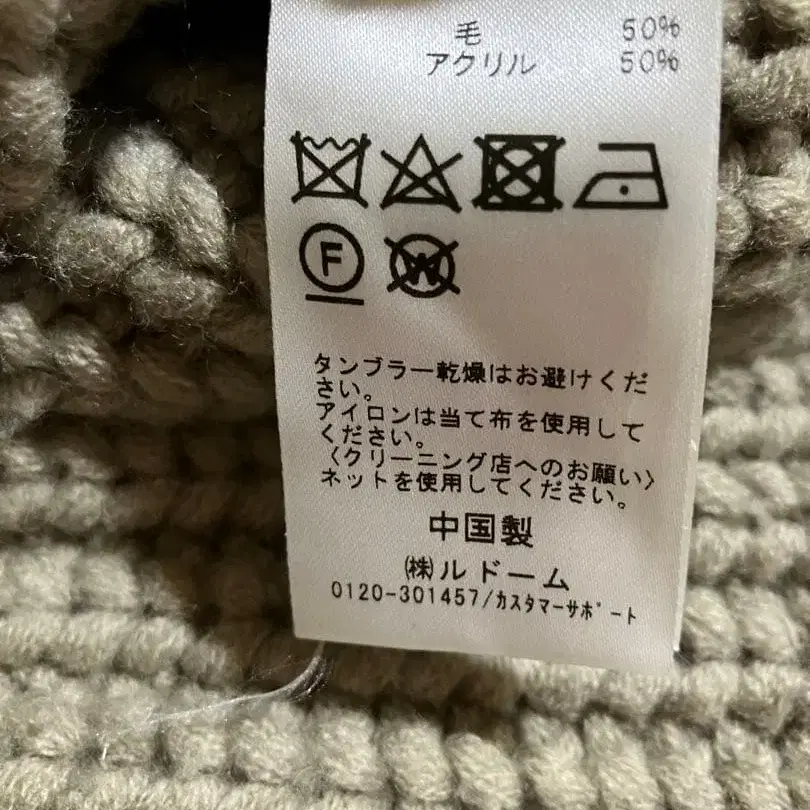 毛 50%
アクリル 50%
F
W
タンブラー乾燥はお避けくだ
さい。
アイロンは当て布を使用して
ください。
〈クリーニング店へのお願い〉
ネットを使用してください。
中国製
㈱ルドーム
0120-301457/ｶｽﾀﾏｰｻﾎﾟｰﾄ